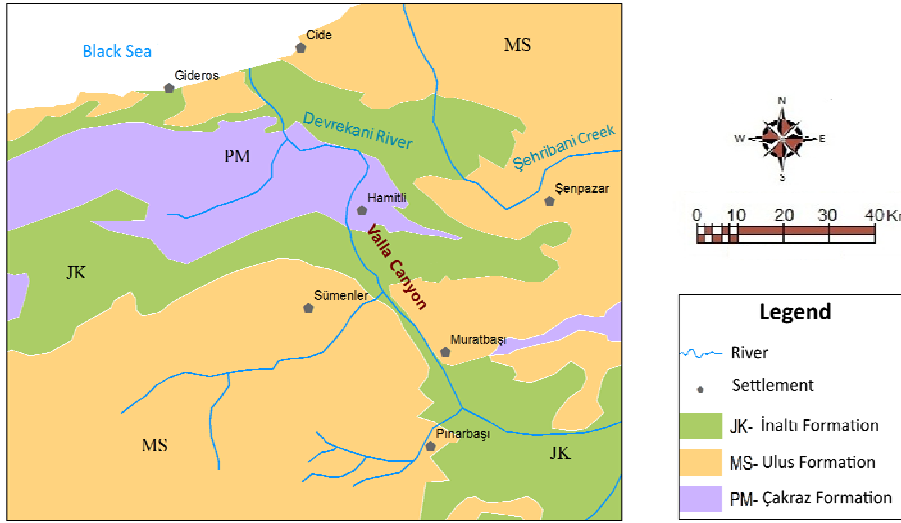 Cide
MS
Black Sea
Gideros
Devrekani River
Şehribani Creek
PM
Hamitli
Şenpazar
Valla Canyon
JK
Sümenler
Muratbaşı
MS
Pınarbaşı
JK
N
W E
S
0 10 20 30 40 Km
Legend
River
Settlement
JK- İnaltı Formation
MS- Ulus Formation
PM- Çakraz Formation